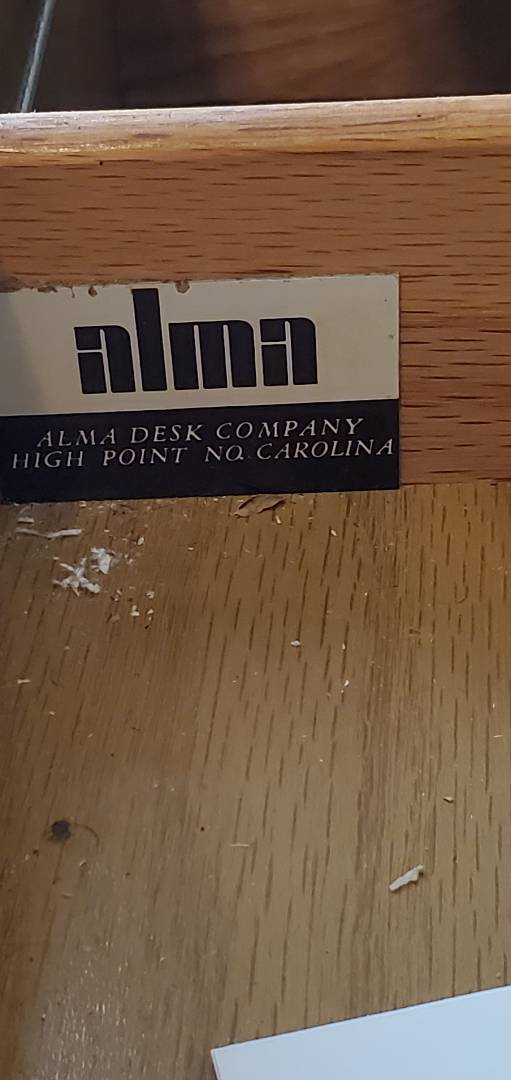 alma
ALMA DESK COMPANY
HIGH POINT NO. CAROLINA